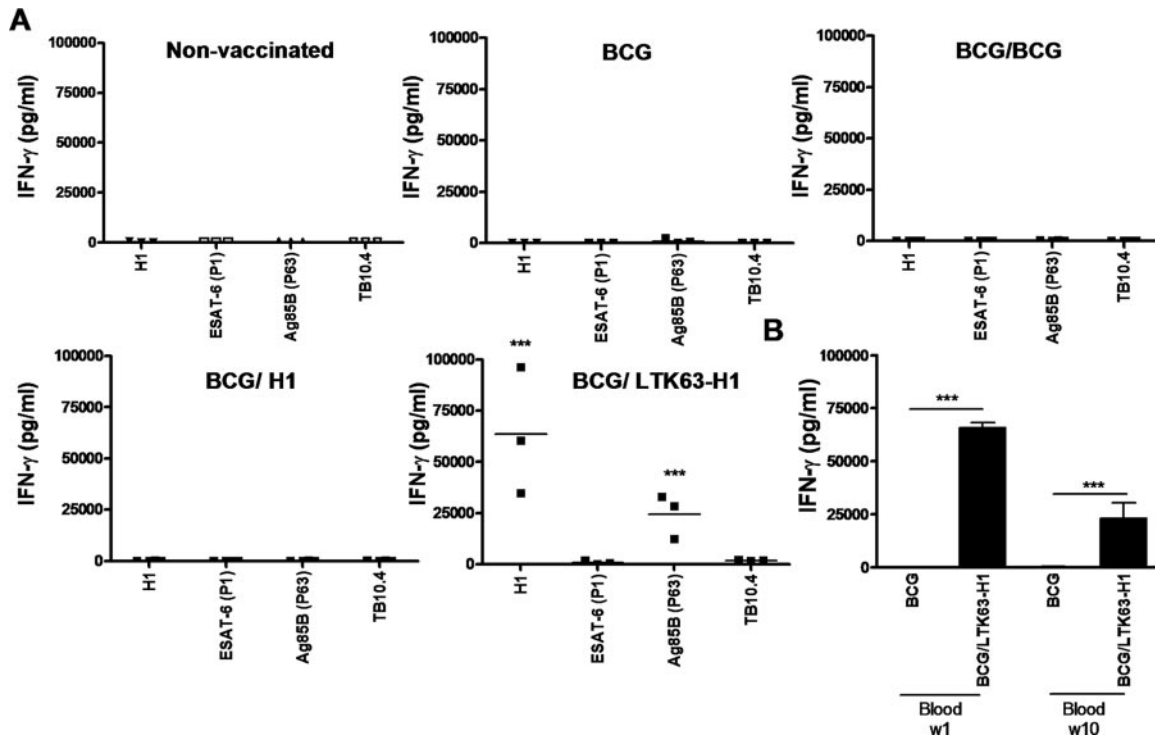 A
Non-vaccinated
IFN-γ (pg/ml)
100000
75000
50000
25000
0
H1
ESAT-6 (P1)
Ag85B (P63)
TB10.4
BCG
IFN-γ (pg/ml)
100000
75000
50000
25000
0
H1
ESAT-6 (P1)
Ag85B (P63)
TB10.4
BCG/BCG
IFN-γ (pg/ml)
100000
75000
50000
25000
0
H1
ESAT-6 (P1)
Ag85B (P63)
TB10.4
BCG/ H1
IFN-γ (pg/ml)
100000
75000
50000
25000
0
H1
ESAT-6 (P1)
Ag85B (P63)
TB10.4
BCG/ LTK63-H1
IFN-γ (pg/ml)
100000
75000
50000
25000
0
***
***
H1
ESAT-6 (P1)
Ag85B (P63)
TB10.4
B
IFN-γ (pg/ml)
100000
75000
50000
25000
0
***
***
BCG
BCG/LTK63-H1
BCG
BCG/LTK63-H1
Blood
w1
Blood
w10